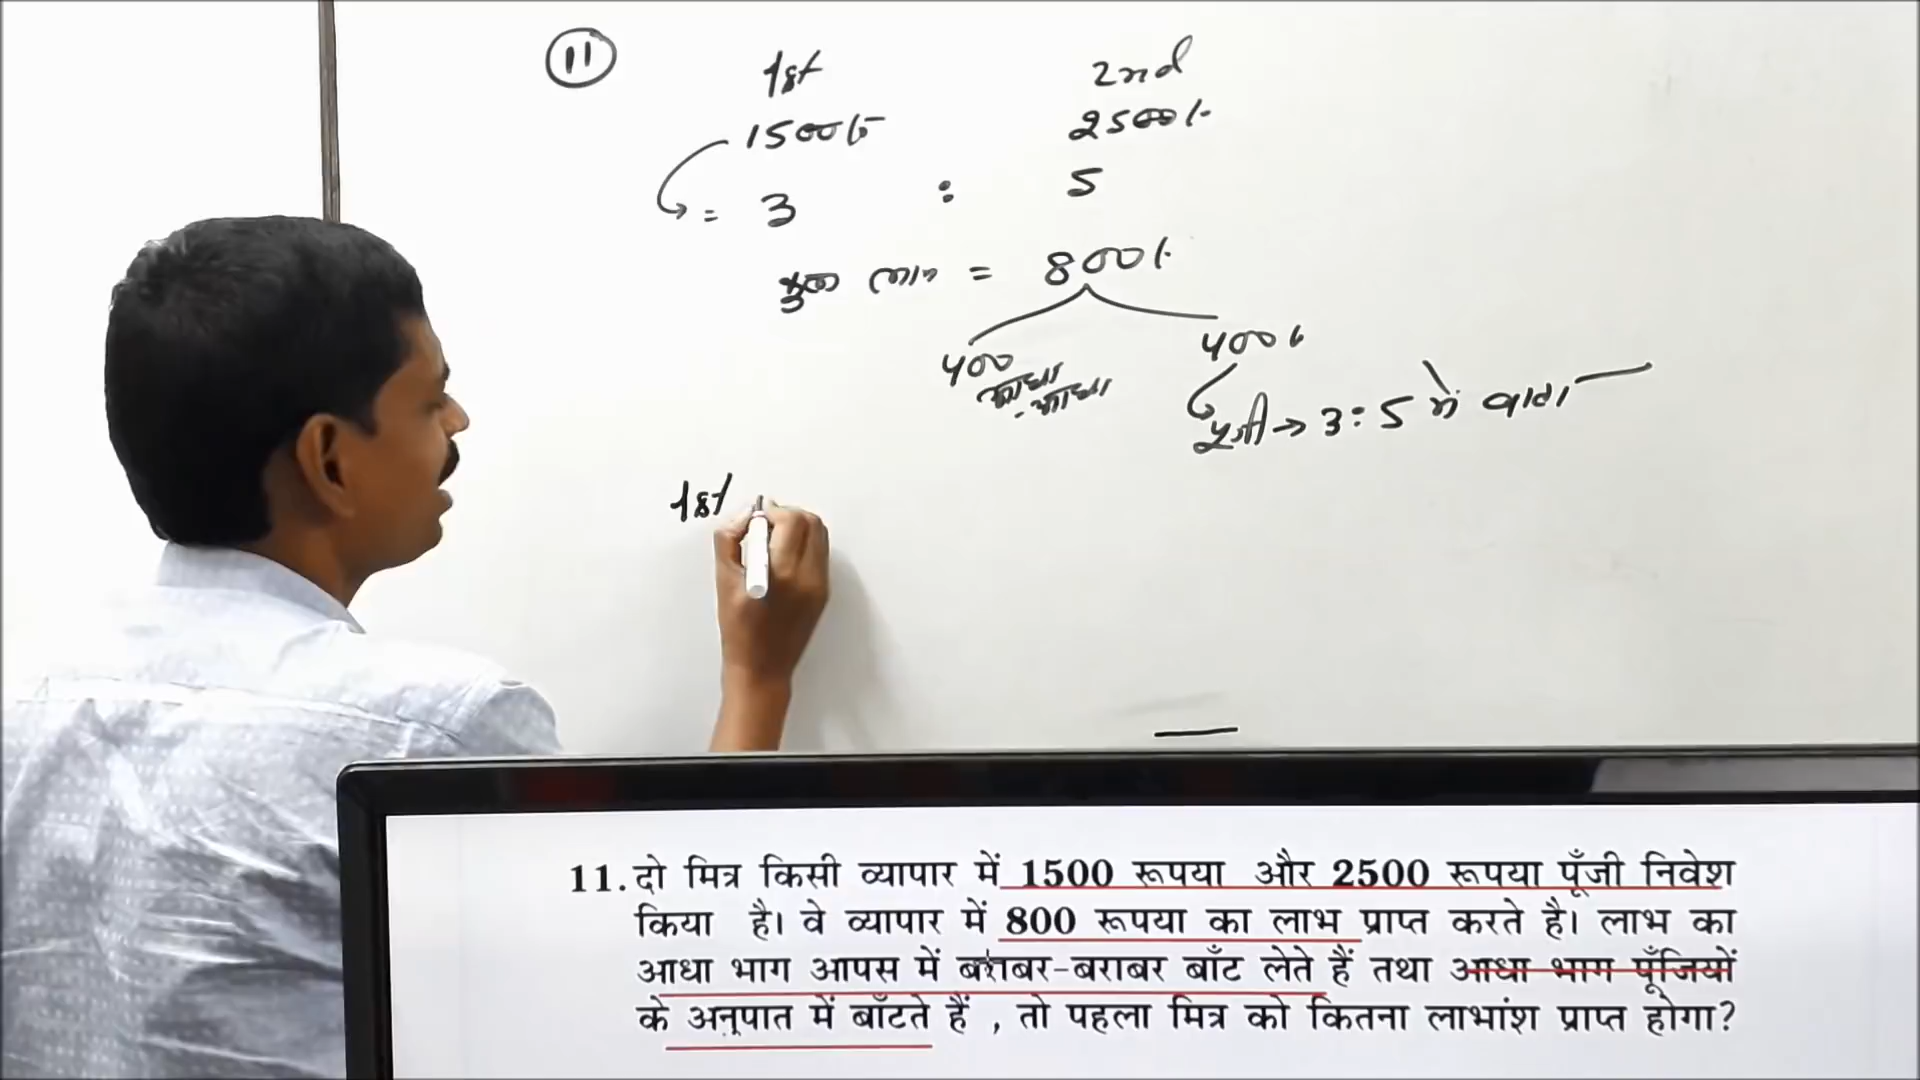 11
1st 2nd
1500/- 2500/-
= 3 : 5
कुल लाभ = 800/-
400 400
आधा आधा
पूंजी → 3:5 में बांटा
1st
11. दो मित्र किसी व्यापार में 1500 रूपया और 2500 रूपया पूँजी निवेश
किया है। वे व्यापार में 800 रूपया का लाभ प्राप्त करते है। लाभ का
आधा भाग आपस में बराबर-बराबर बाँट लेते हैं तथा आधा भाग पूँजियों
के अनुपात में बाँटते हैं , तो पहला मित्र को कितना लाभांश प्राप्त होगा?